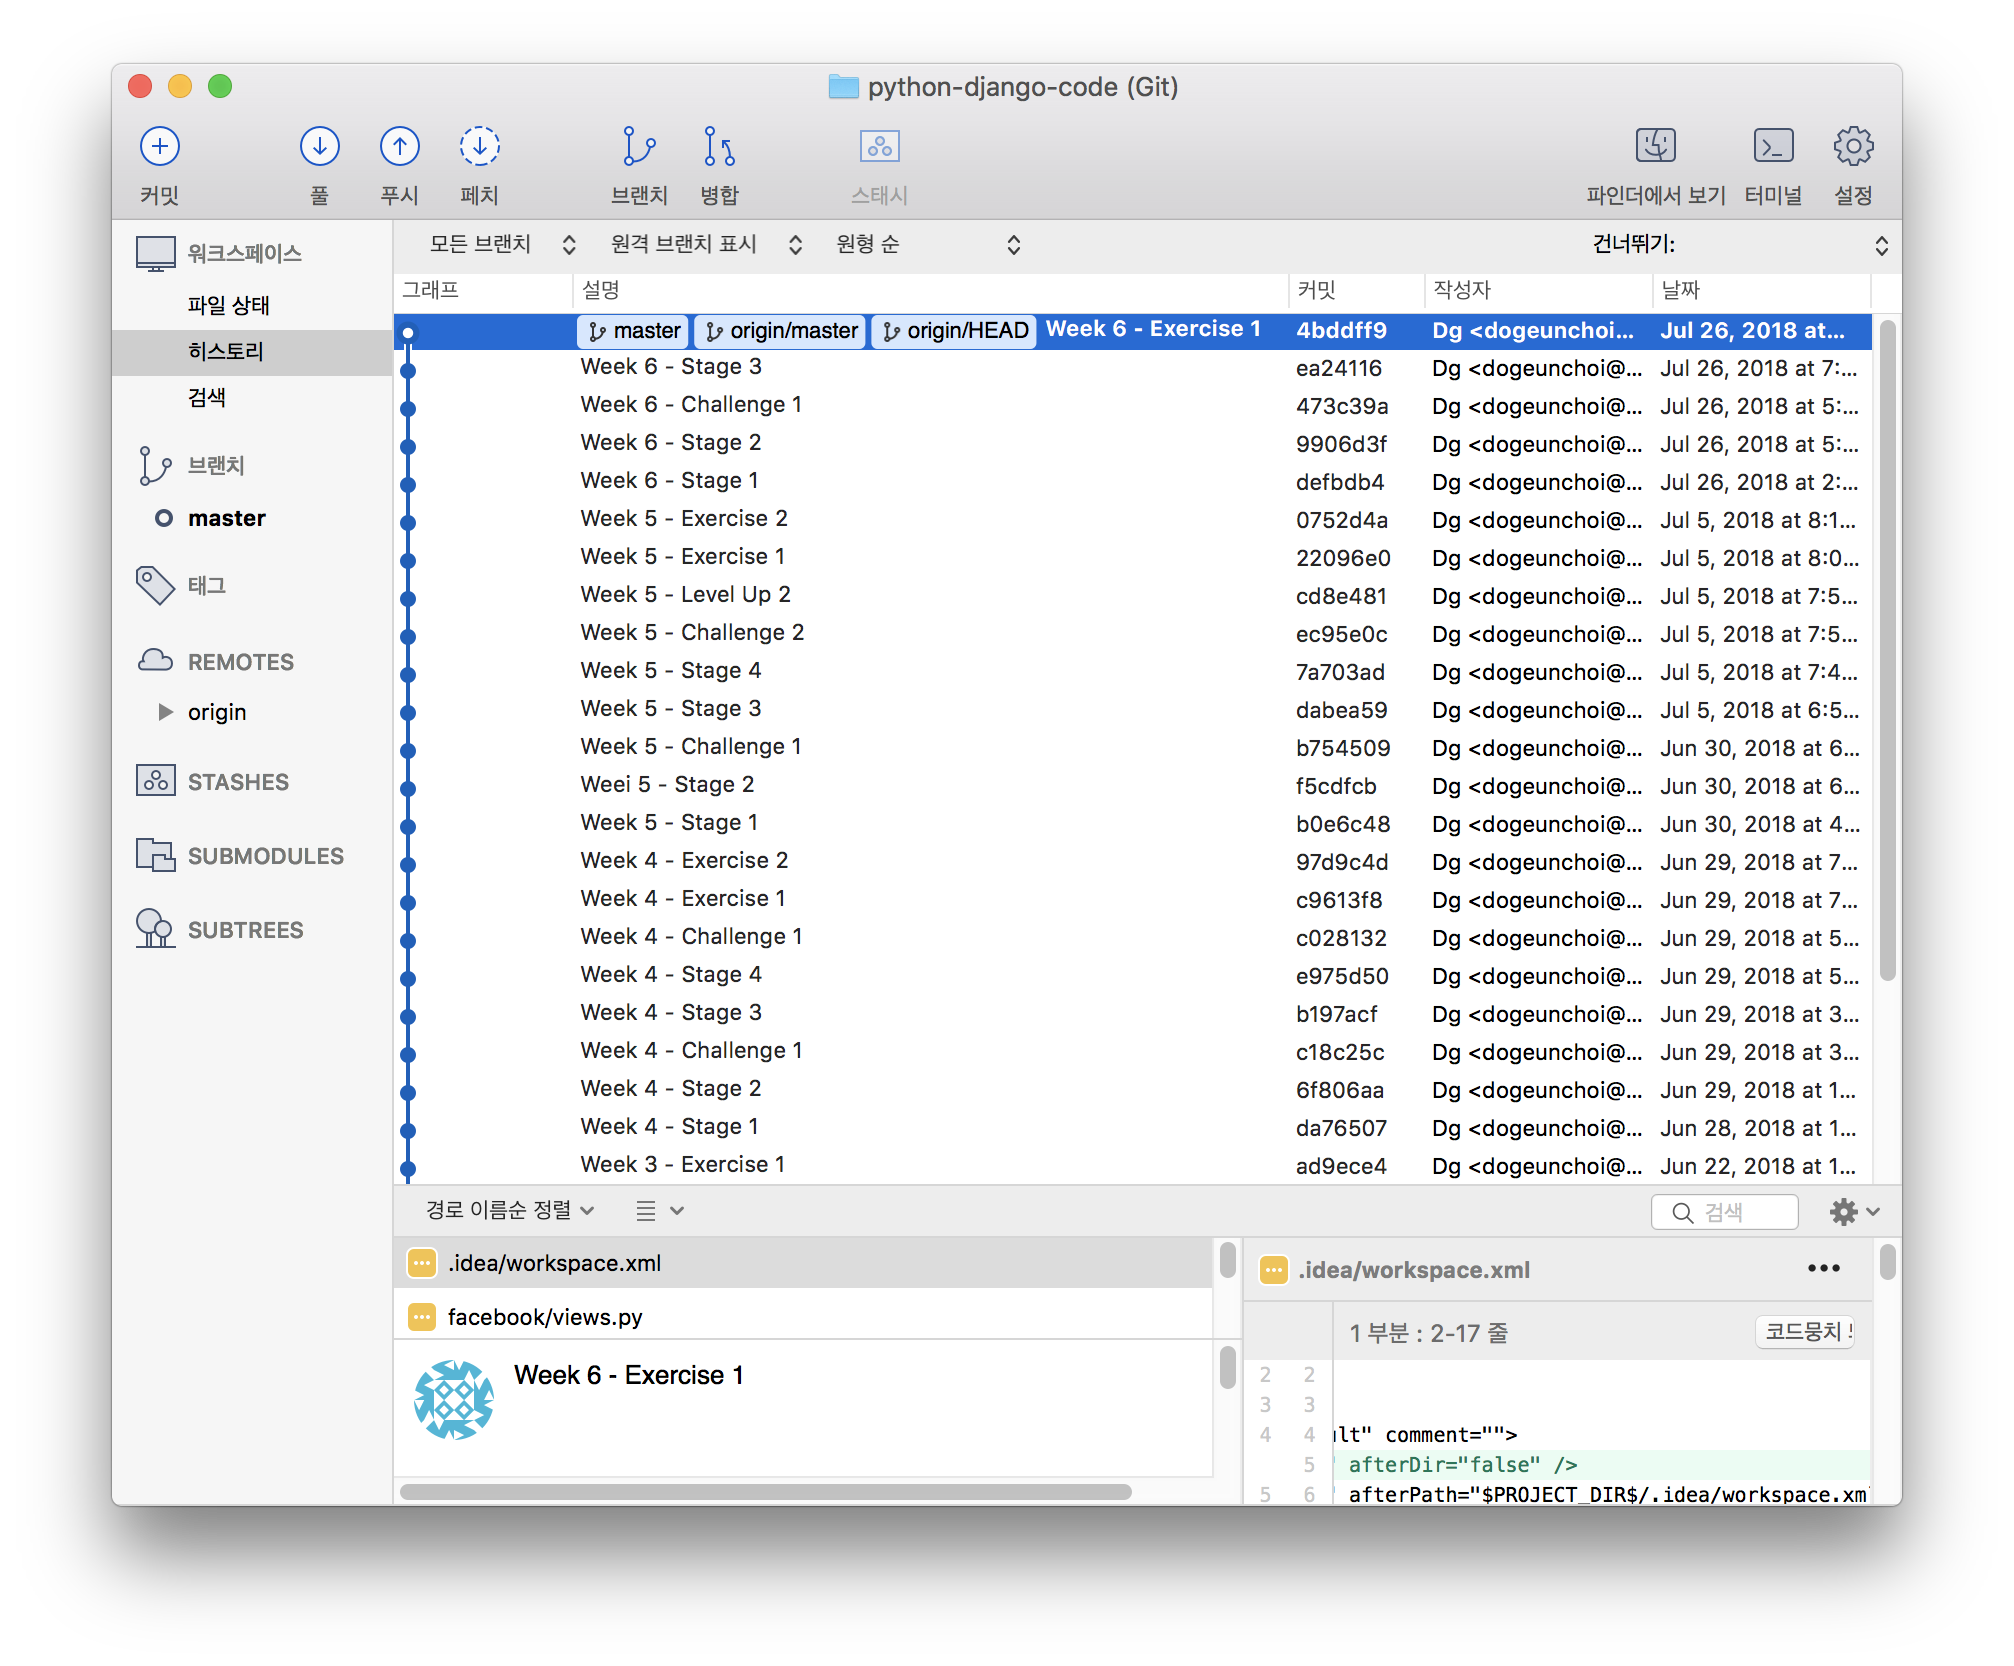 python-django-code (Git)
커밋 풀 푸시 페치 브랜치 병합 스태시 파인더에서 보기 터미널 설정
워크스페이스
파일 상태
히스토리
검색
브랜치
master
태그
REMOTES
origin
STASHES
SUBMODULES
SUBTREES
모든 브랜치 원격 브랜치 표시 원형 순 건너뛰기:
그래프 설명 커밋 작성자 날짜
master origin/master origin/HEAD Week 6 - Exercise 1 4bddff9 Dg <dogeunchoi... Jul 26, 2018 at...
Week 6 - Stage 3 ea24116 Dg <dogeunchoi@... Jul 26, 2018 at 7:...
Week 6 - Challenge 1 473c39a Dg <dogeunchoi@... Jul 26, 2018 at 5:...
Week 6 - Stage 2 9906d3f Dg <dogeunchoi@... Jul 26, 2018 at 5:...
Week 6 - Stage 1 defbdb4 Dg <dogeunchoi@... Jul 26, 2018 at 2:...
Week 5 - Exercise 2 0752d4a Dg <dogeunchoi@... Jul 5, 2018 at 8:1...
Week 5 - Exercise 1 22096e0 Dg <dogeunchoi@... Jul 5, 2018 at 8:0...
Week 5 - Level Up 2 cd8e481 Dg <dogeunchoi@... Jul 5, 2018 at 7:5...
Week 5 - Challenge 2 ec95e0c Dg <dogeunchoi@... Jul 5, 2018 at 7:5...
Week 5 - Stage 4 7a703ad Dg <dogeunchoi@... Jul 5, 2018 at 7:4...
Week 5 - Stage 3 dabea59 Dg <dogeunchoi@... Jul 5, 2018 at 6:5...
Week 5 - Challenge 1 b754509 Dg <dogeunchoi@... Jun 30, 2018 at 6...
Weei 5 - Stage 2 f5cdfcb Dg <dogeunchoi@... Jun 30, 2018 at 6...
Week 5 - Stage 1 b0e6c48 Dg <dogeunchoi@... Jun 30, 2018 at 4...
Week 4 - Exercise 2 97d9c4d Dg <dogeunchoi@... Jun 29, 2018 at 7...
Week 4 - Exercise 1 c9613f8 Dg <dogeunchoi@... Jun 29, 2018 at 7...
Week 4 - Challenge 1 c028132 Dg <dogeunchoi@... Jun 29, 2018 at 5...
Week 4 - Stage 4 e975d50 Dg <dogeunchoi@... Jun 29, 2018 at 5...
Week 4 - Stage 3 b197acf Dg <dogeunchoi@... Jun 29, 2018 at 3...
Week 4 - Challenge 1 c18c25c Dg <dogeunchoi@... Jun 29, 2018 at 3...
Week 4 - Stage 2 6f806aa Dg <dogeunchoi@... Jun 29, 2018 at 1...
Week 4 - Stage 1 da76507 Dg <dogeunchoi@... Jun 28, 2018 at 1...
Week 3 - Exercise 1 ad9ece4 Dg <dogeunchoi@... Jun 22, 2018 at 1...
경로 이름순 정렬 검색
.idea/workspace.xml
facebook/views.py
Week 6 - Exercise 1
.idea/workspace.xml
1 부분 : 2-17 줄 코드뭉치
2 2
3 3
4 4 lt" comment="">
5 " afterDir="false" />
5 6 " afterPath="$PROJECT_DIR$/.idea/workspace.xm